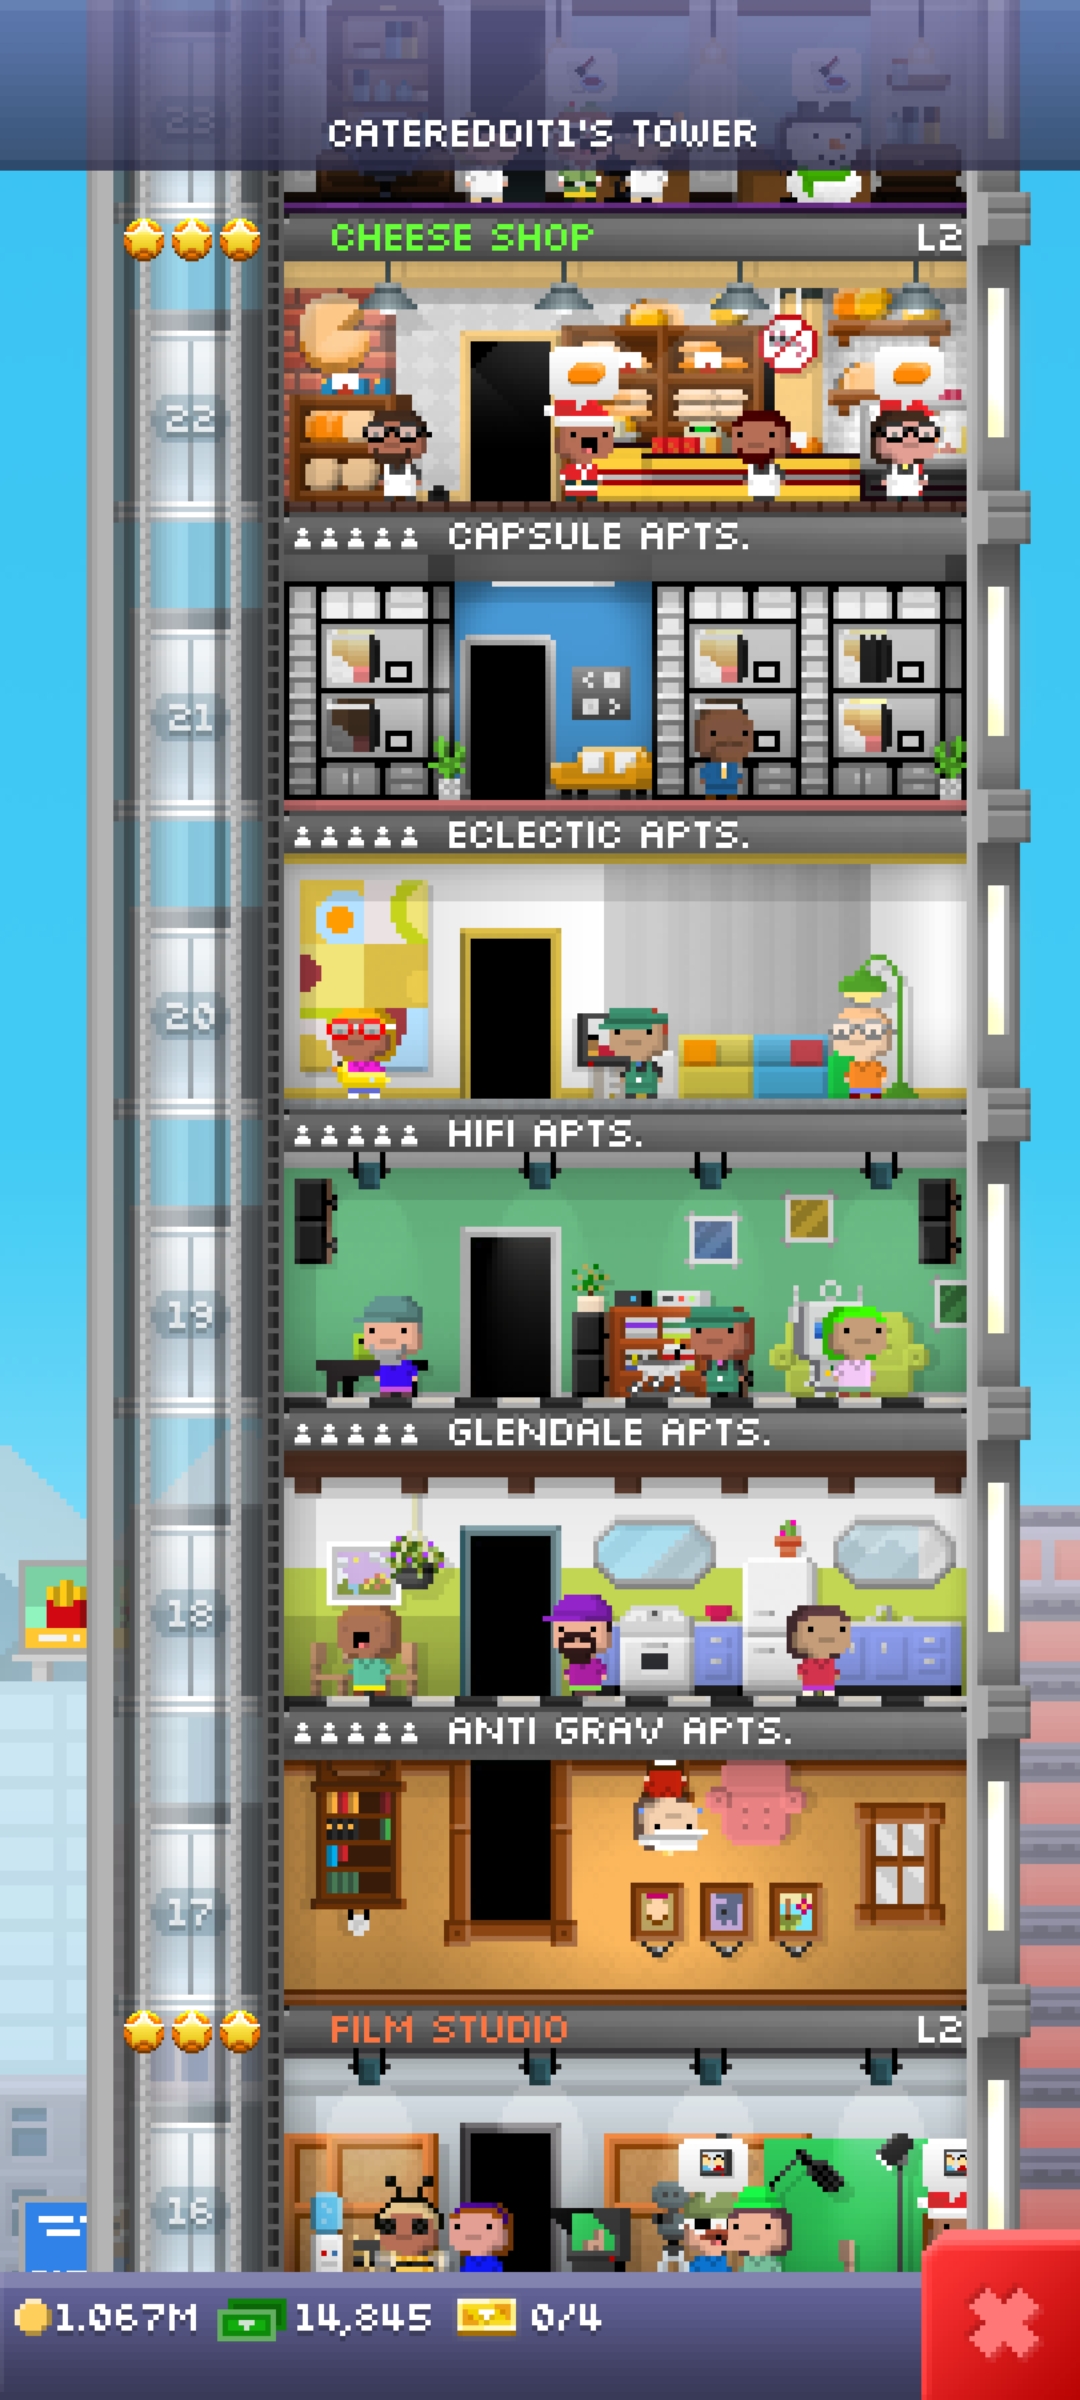 23
CATEREDDIT1'S TOWER
CHEESE SHOP L2
22
CAPSULE APTS.
21
ECLECTIC APTS.
20
HIFI APTS.
19
GLENDALE APTS.
18
ANTI GRAV APTS.
17
FILM STUDIO L2
16
1.067M 14,845 0/4